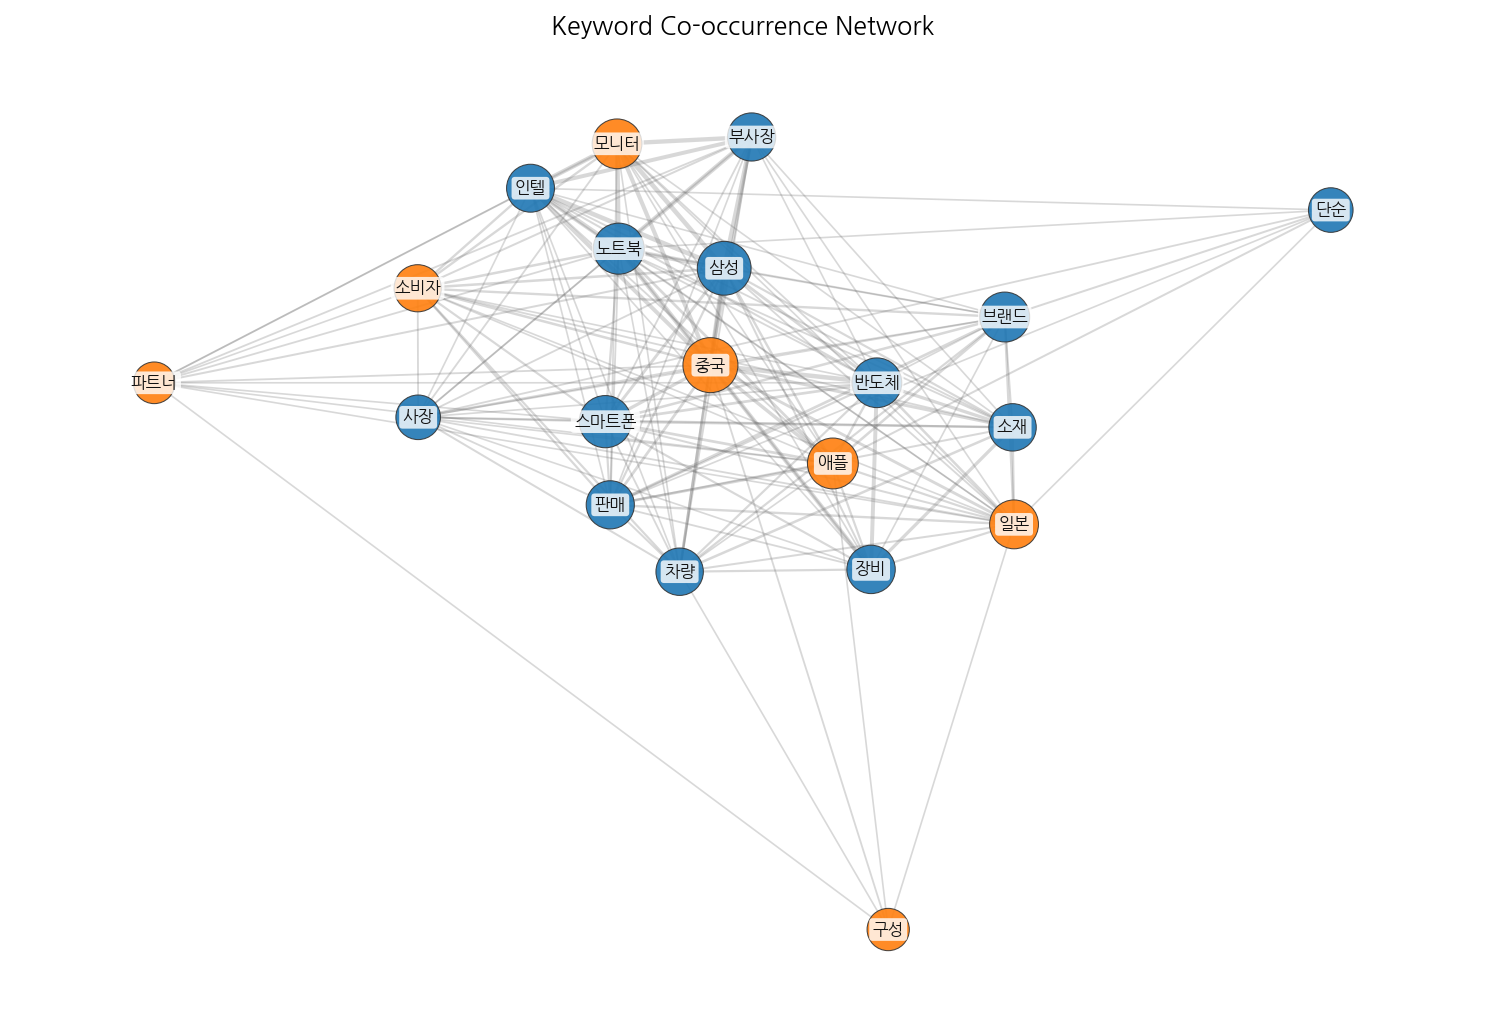 Keyword Co-occurrence Network
모니터
부사장
인텔
단순
노트북
삼성
소비자
브랜드
중국
파트너
반도체
사장
스마트폰
소재
애플
판매
일본
차량
장비
구성